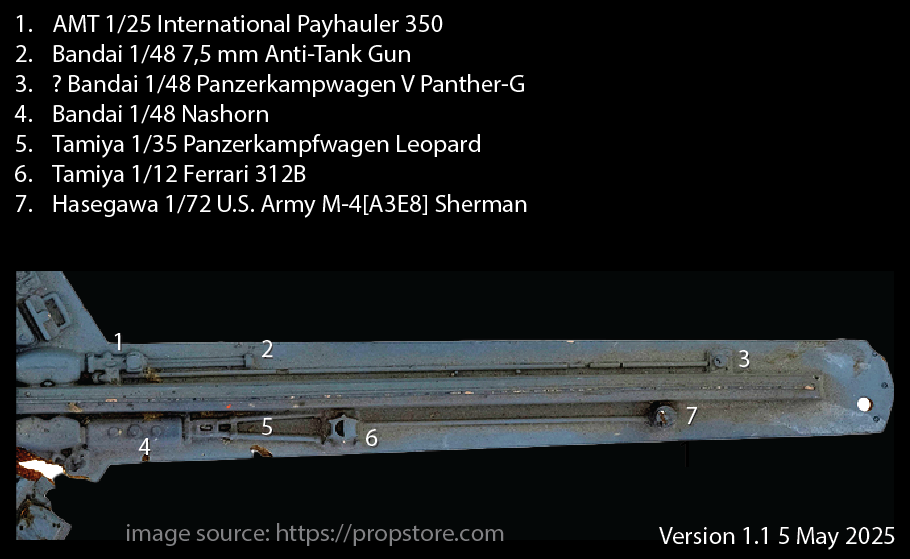 1. AMT 1/25 International Payhauler 350
2. Bandai 1/48 7,5 mm Anti-Tank Gun
3. ? Bandai 1/48 Panzerkampwagen V Panther-G
4. Bandai 1/48 Nashorn
5. Tamiya 1/35 Panzerkampfwagen Leopard
6. Tamiya 1/12 Ferrari 312B
7. Hasegawa 1/72 U.S. Army M-4[A3E8] Sherman
1
2
3
4
5
6
7
image source: https://propstore.com
Version 1.1 5 May 2025